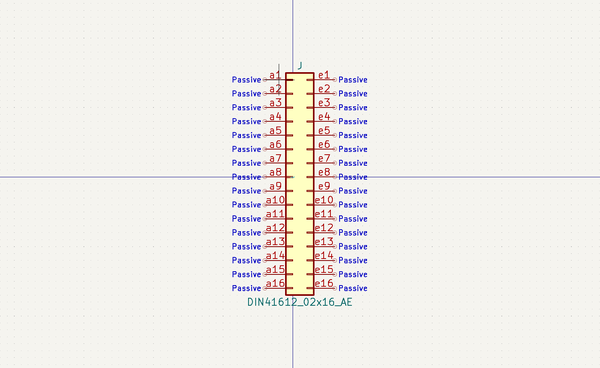 J
Passive a1 e1 Passive
Passive a2 e2 Passive
Passive a3 e3 Passive
Passive a4 e4 Passive
Passive a5 e5 Passive
Passive a6 e6 Passive
Passive a7 e7 Passive
Passive a8 e8 Passive
Passive a9 e9 Passive
Passive a10 e10 Passive
Passive a11 e11 Passive
Passive a12 e12 Passive
Passive a13 e13 Passive
Passive a14 e14 Passive
Passive a15 e15 Passive
Passive a16 e16 Passive
DIN41612_02x16_AE